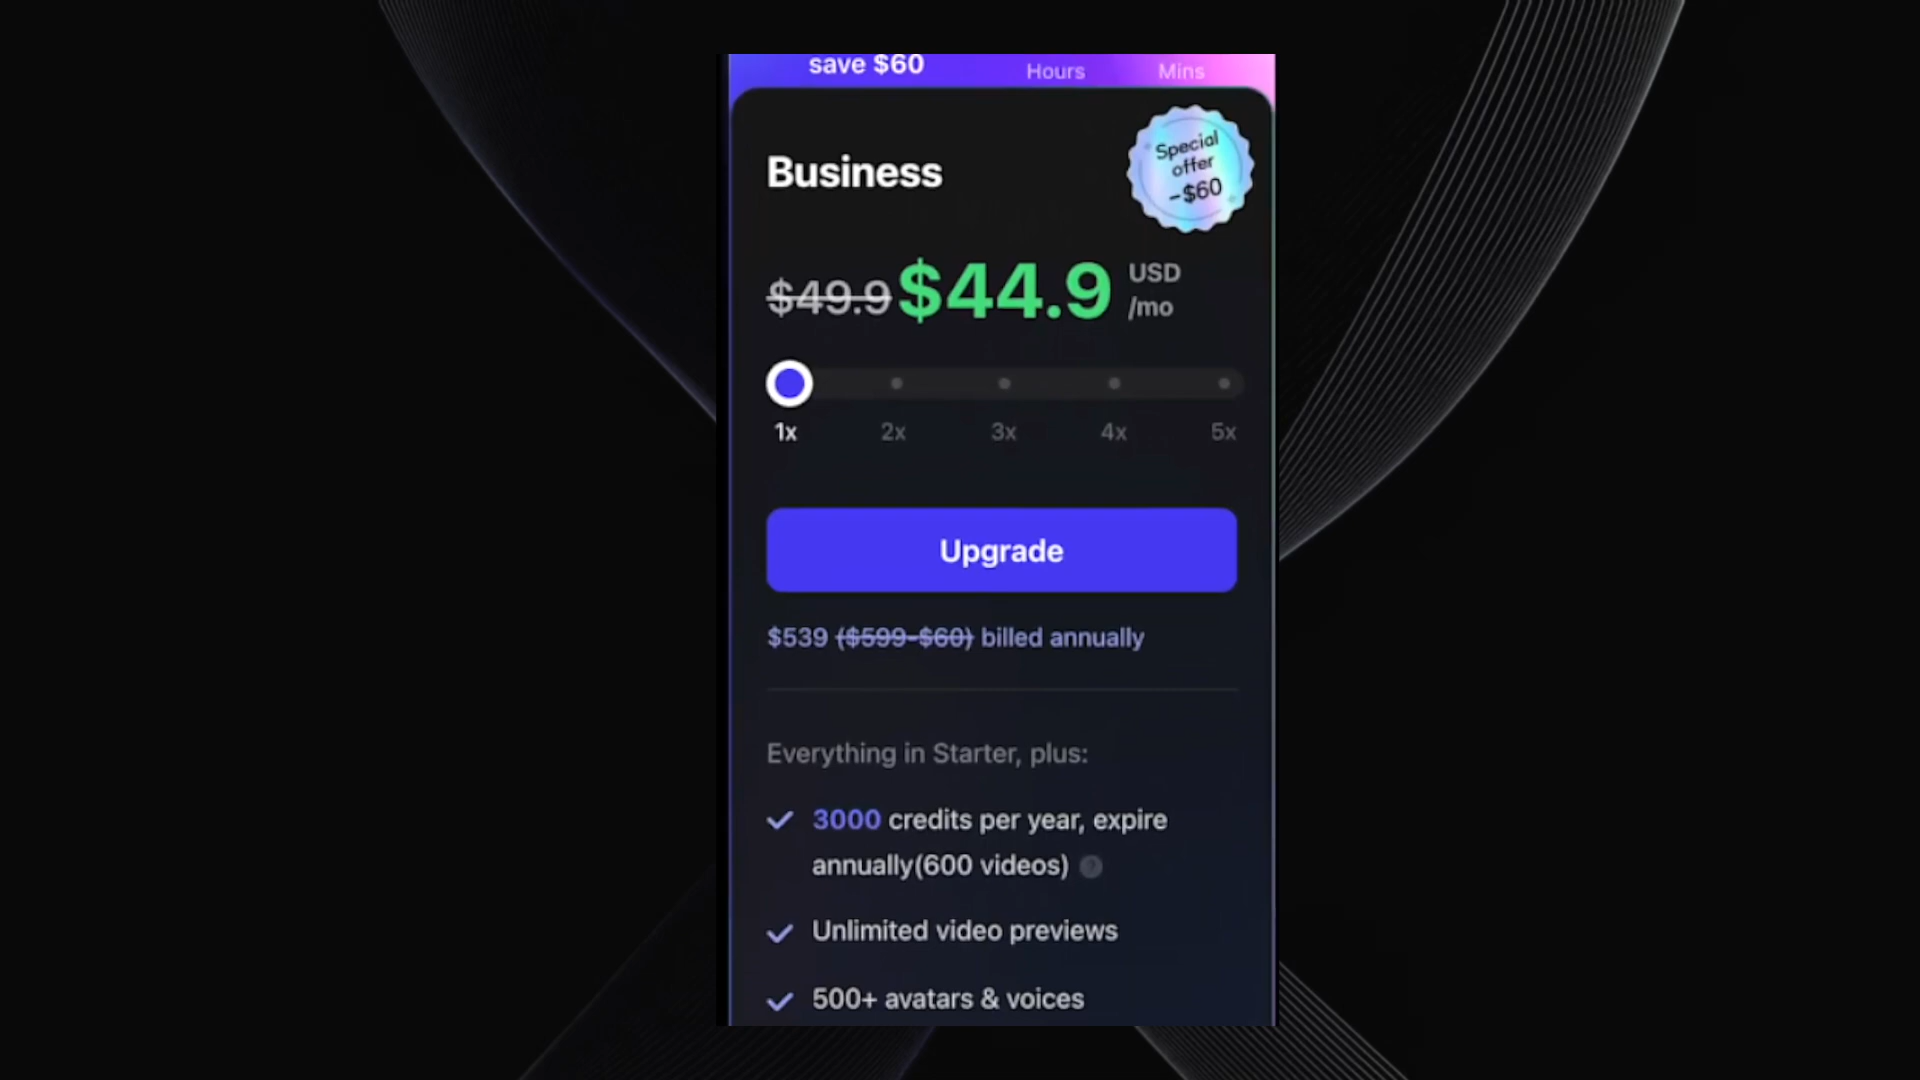 save $60
Hours
Mins
Business
Special
offer
-$60
$49.9 $44.9 USD
/mo
1x 2x 3x 4x 5x
Upgrade
$539 ($599-$60) billed annually
Everything in Starter, plus:
3000 credits per year, expire
annually(600 videos) ?
Unlimited video previews
500+ avatars & voices